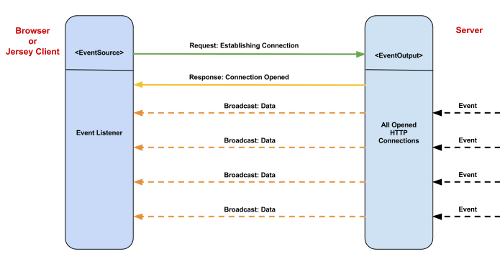 Browser
or
Jersey Client
Server
<EventSource>
Request: Establishing Connection
<EventOutput>
Response: Connection Opened
Broadcast: Data
Event
Event Listener
All Opened
HTTP
Connections
Broadcast: Data
Event
Broadcast: Data
Event
Broadcast: Data
Event